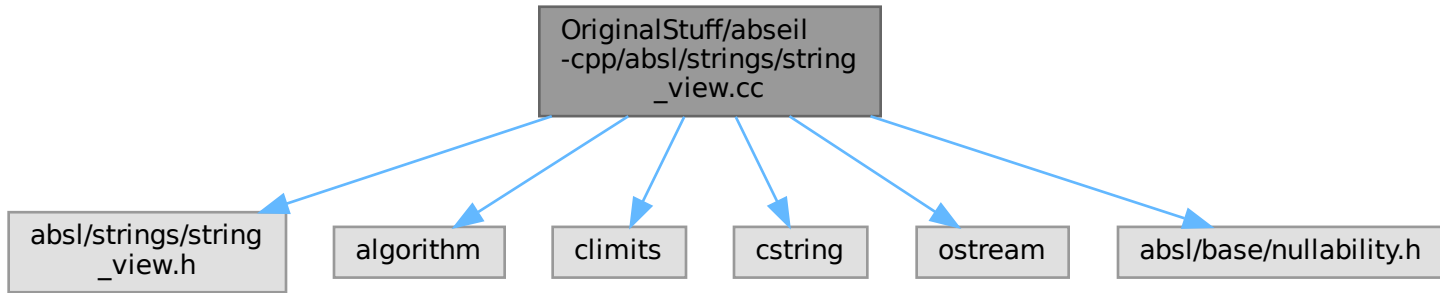 OriginalStuff/abseil
-cpp/absl/strings/string
_view.cc
absl/strings/string
_view.h
algorithm
climits
cstring
ostream
absl/base/nullability.h